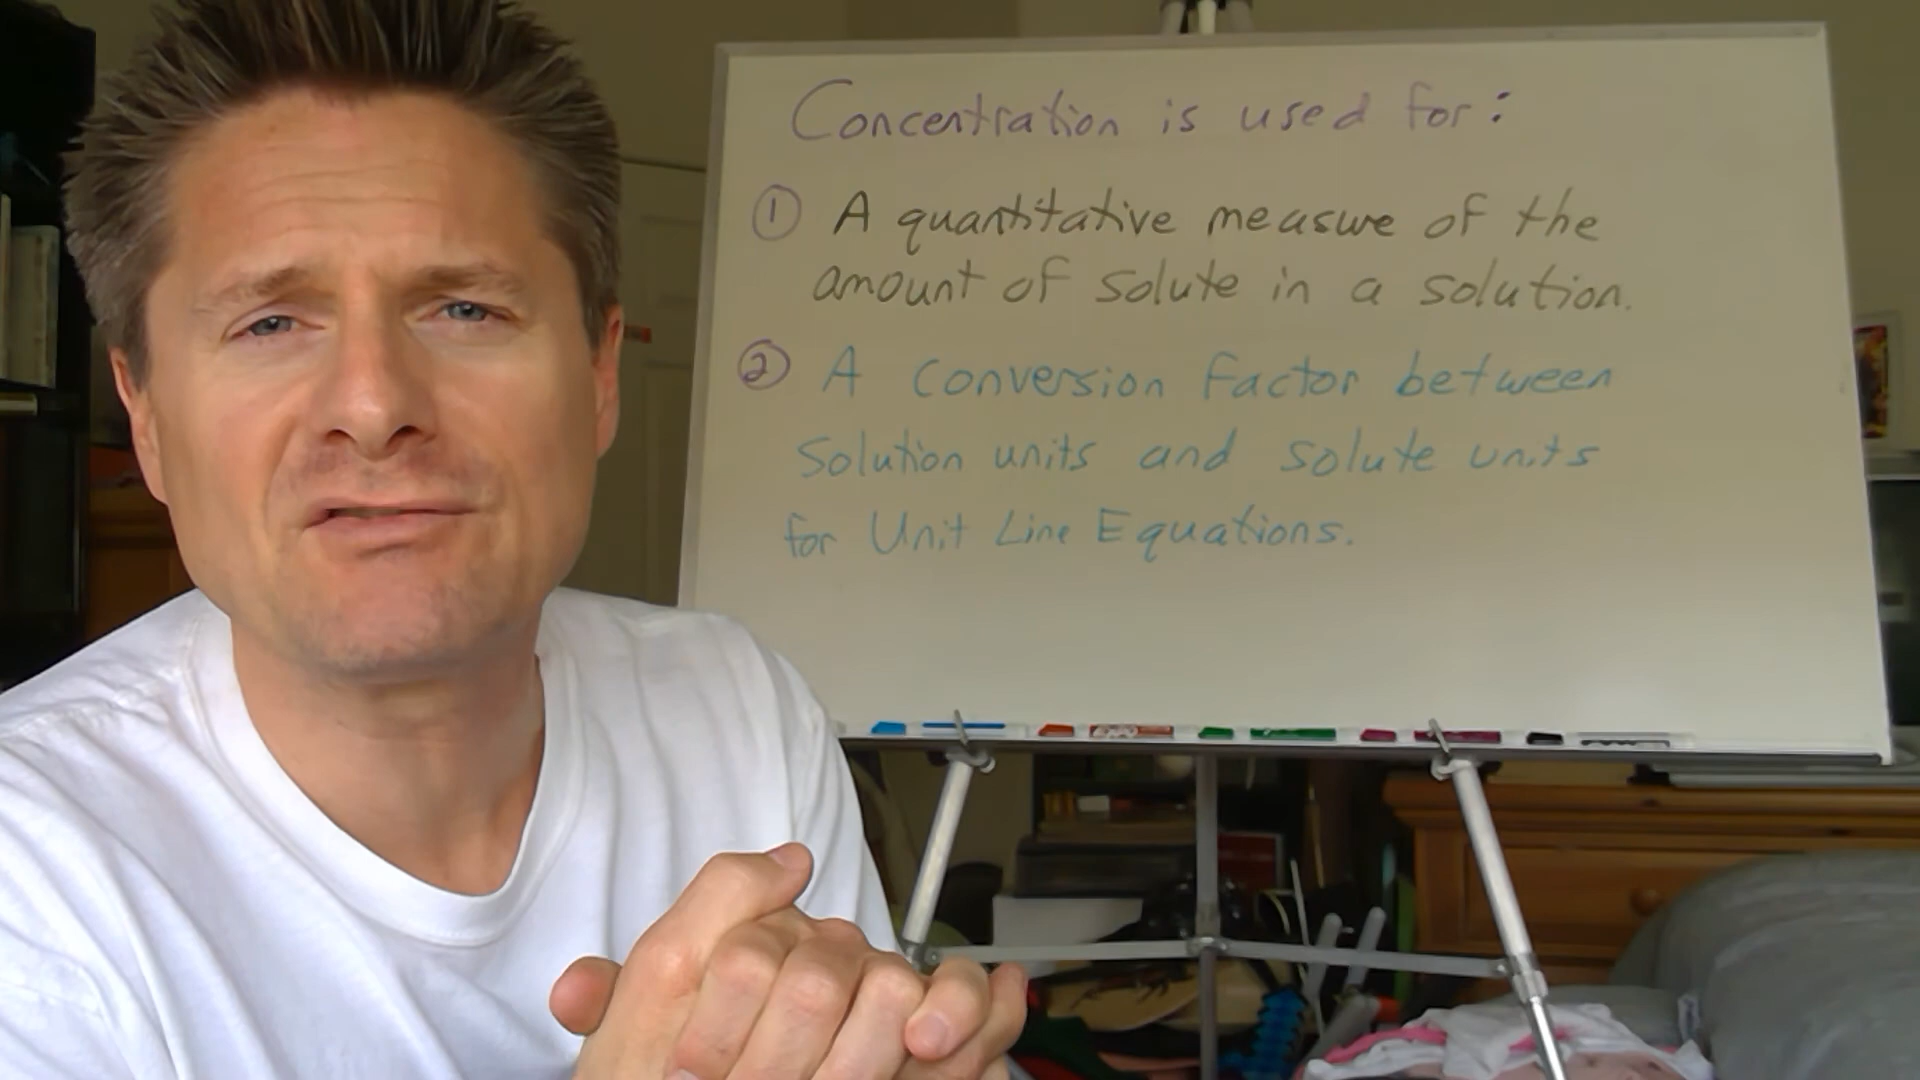 Concentration is used for:
① A quantitative measure of the
amount of solute in a solution.
② A conversion factor between
solution units and solute units
for Unit Line Equations.
EXPO